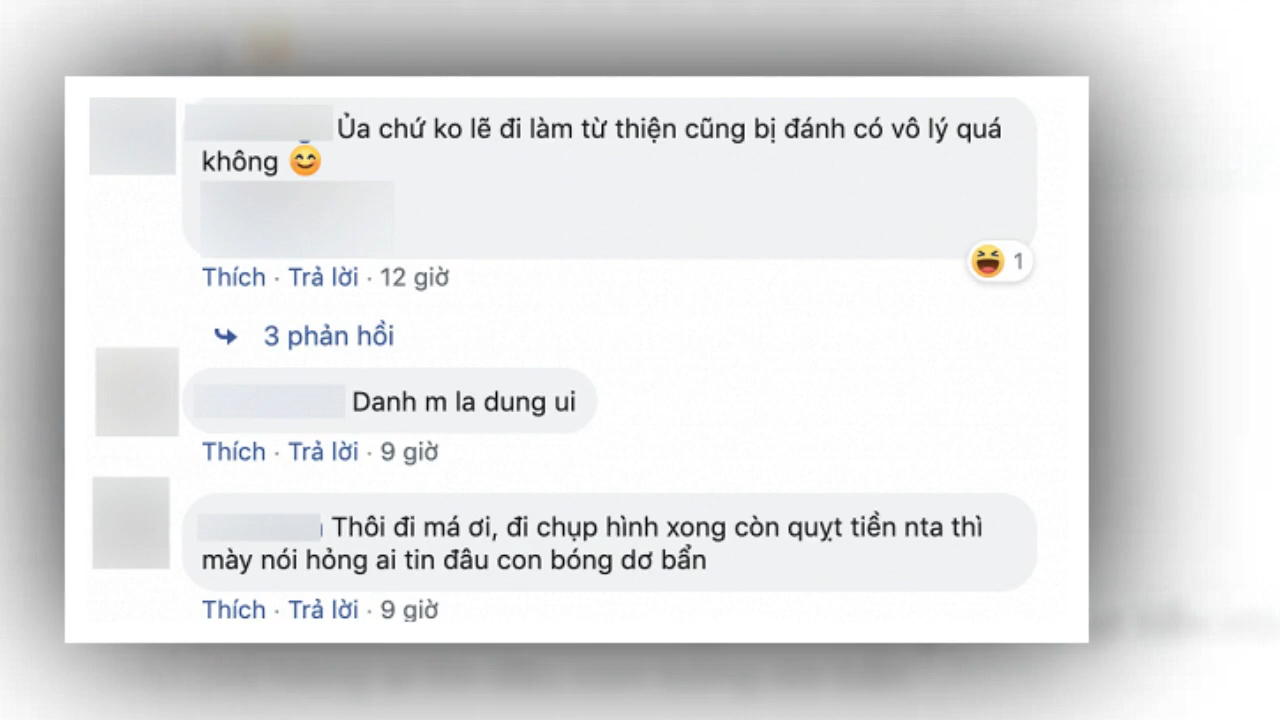 Ủa chứ ko lẽ đi làm từ thiện cũng bị đánh có vô lý quá
không 😊
1
Thích · Trả lời · 12 giờ
3 phản hồi
Danh m la dung ui
Thích · Trả lời · 9 giờ
Thôi đi má ơi, đi chụp hình xong còn quỵt tiền nta thì
mày nói hỏng ai tin đâu con bóng dơ bẩn
Thích · Trả lời · 9 giờ